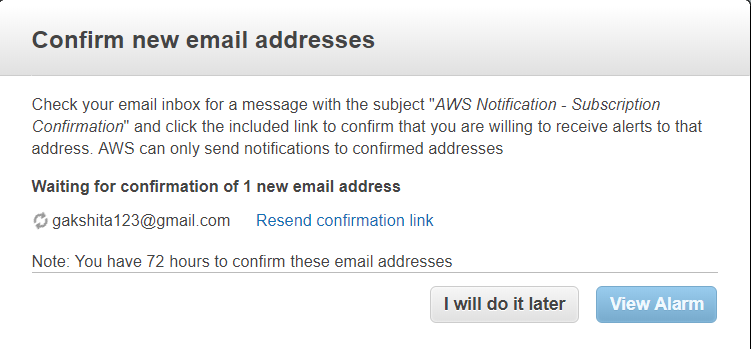 Confirm new email addresses
Check your email inbox for a message with the subject "AWS Notification - Subscription
Confirmation" and click the included link to confirm that you are willing to receive alerts to that
address. AWS can only send notifications to confirmed addresses
Waiting for confirmation of 1 new email address
gakshita123@gmail.com Resend confirmation link
Note: You have 72 hours to confirm these email addresses
I will do it later View Alarm